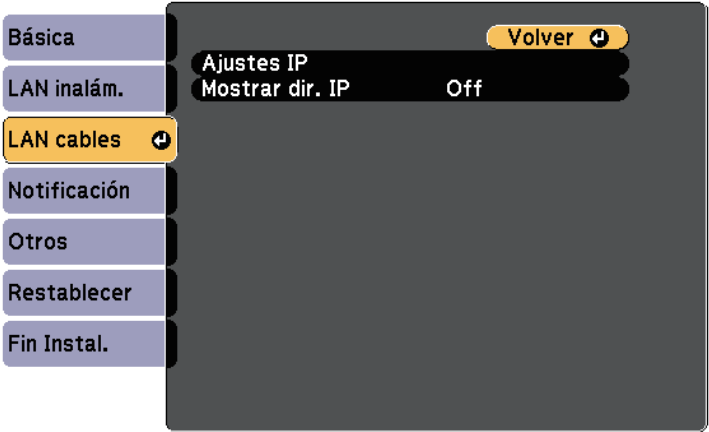 Básica
LAN inalám.
LAN cables
Notificación
Otros
Restablecer
Fin Instal.
Volver
Ajustes IP
Mostrar dir. IP Off